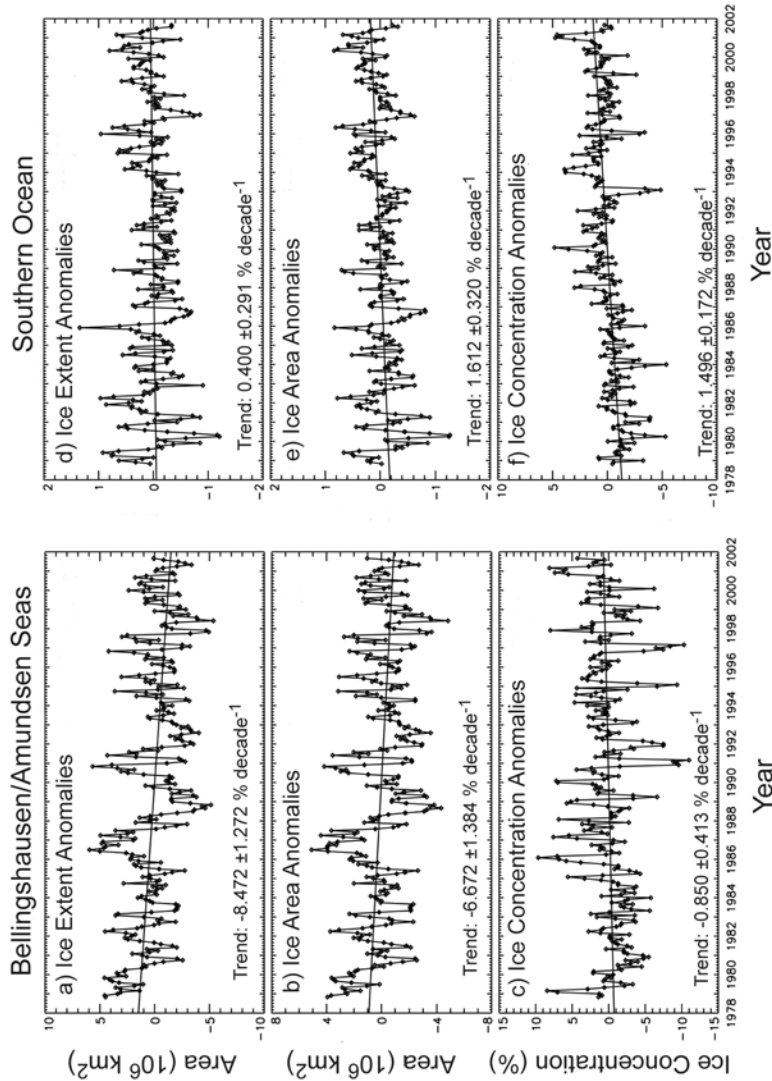 Bellingshausen/Amundsen Seas
a) Ice Extent Anomalies
Trend: -8.472 ±1.272 % decade⁻¹
Area (10⁶ km²)
10
5
0
-5
-10
b) Ice Area Anomalies
Trend: -6.672 ±1.384 % decade⁻¹
Area (10⁶ km²)
8
4
0
-4
-8
c) Ice Concentration Anomalies
Trend: -0.850 ±0.413 % decade⁻¹
Ice Concentration (%)
15
10
5
0
-5
-10
-15
1978 1980 1982 1984 1986 1988 1990 1992 1994 1996 1998 2000 2002
Year
Southern Ocean
d) Ice Extent Anomalies
Trend: 0.400 ±0.291 % decade⁻¹
2
1
0
-1
-2
e) Ice Area Anomalies
Trend: 1.612 ±0.320 % decade⁻¹
2
1
0
-1
-2
f) Ice Concentration Anomalies
Trend: 1.496 ±0.172 % decade⁻¹
10
5
0
-5
-10
1978 1980 1982 1984 1986 1988 1990 1992 1994 1996 1998 2000 2002
Year